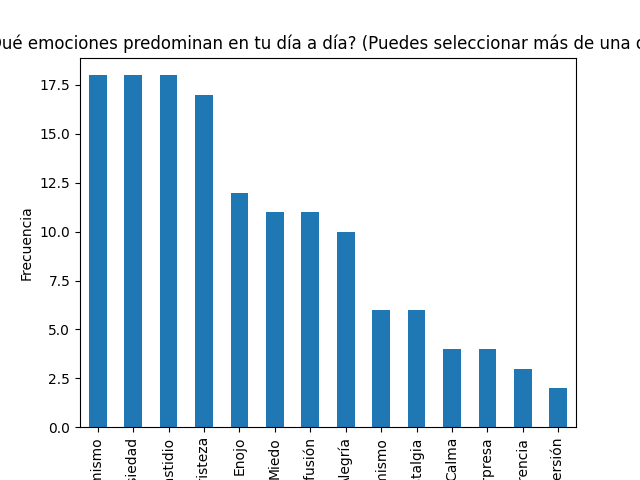 ué emociones predominan en tu día a día? (Puedes seleccionar más de una
17.5
15.0
12.5
10.0
7.5
5.0
2.5
0.0
Frecuencia
nismo
siedad
stidio
risteza
Enojo
Miedo
fusión
Alegría
nismo
talgia
Calma
rpresa
rencia
ersión